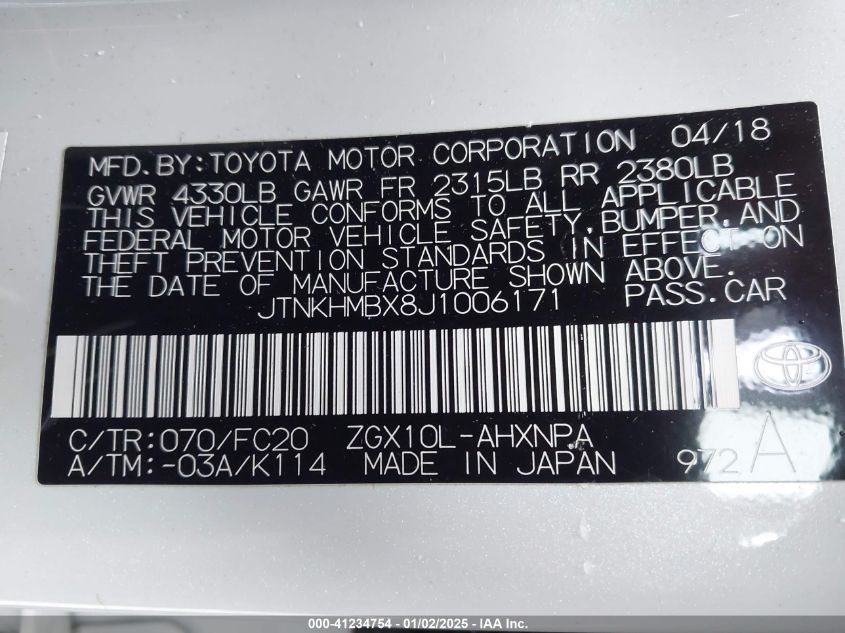 MFD.BY:TOYOTA MOTOR CORPORATION 04/18
GVWR 4330LB GAWR FR 2315LB RR 2380LB
THIS VEHICLE CONFORMS TO ALL APPLICABLE
FEDERAL MOTOR VEHICLE SAFETY,BUMPER,AND
THEFT PREVENTION STANDARDS IN EFFECT ON
THE DATE OF MANUFACTURE SHOWN ABOVE.
JTNKHMBX8J1006171 PASS.CAR
C/TR:070/FC20 ZGX10L-AHXNPA
A/TM:-03A/K114 MADE IN JAPAN 972 A
000-41234754 - 01/02/2025 - IAA Inc.